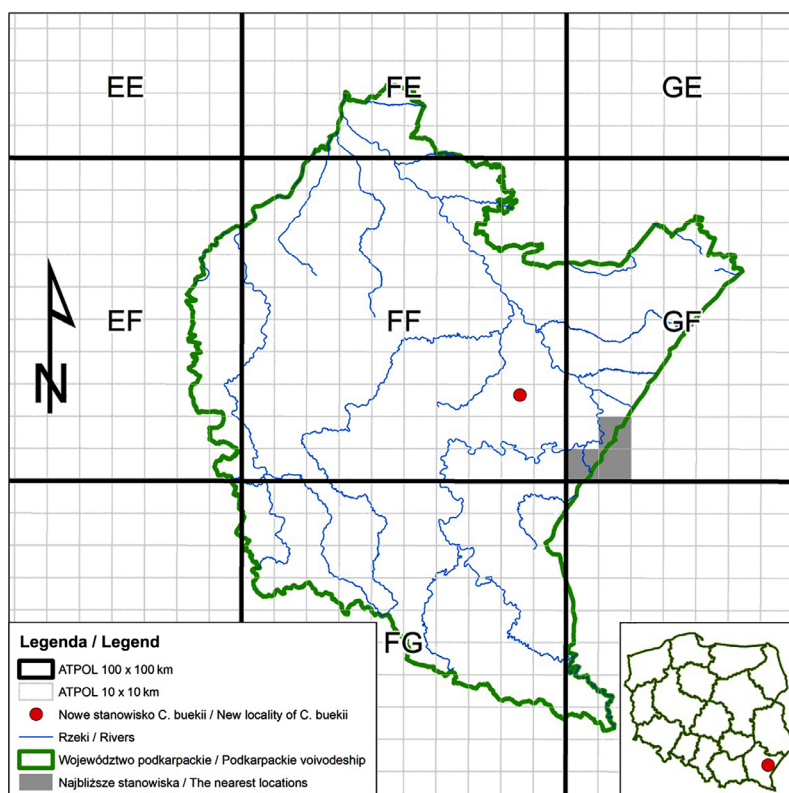 EE FE GE
EF FF GF
N
FG
Legenda / Legend
ATPOL 100 x 100 km
ATPOL 10 x 10 km
Nowe stanowisko C. buekii / New locality of C. buekii
Rzeki / Rivers
Województwo podkarpackie / Podkarpackie voivodeship
Najbliższe stanowiska / The nearest locations